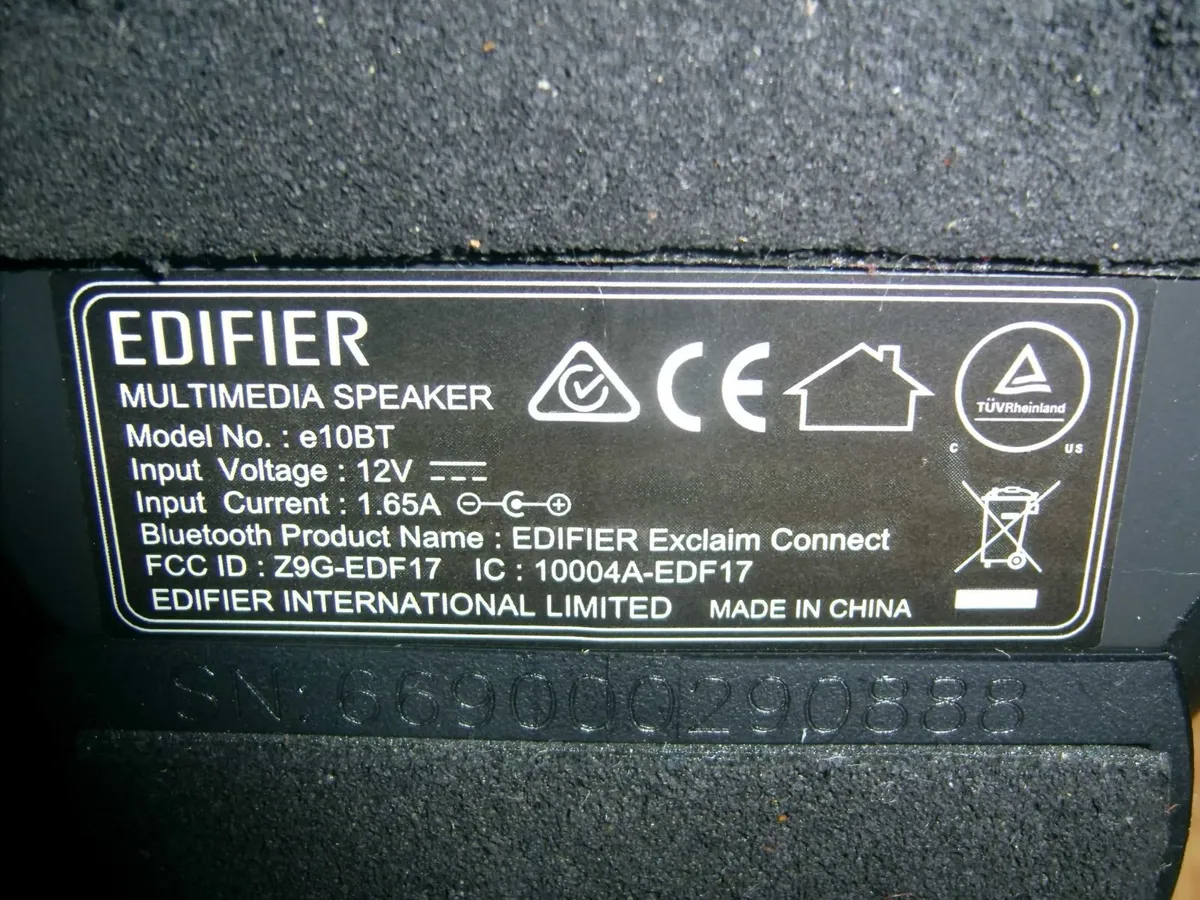 EDIFIER
MULTIMEDIA SPEAKER
Model No. : e10BT
Input Voltage : 12V
Input Current : 1.65A
Bluetooth Product Name : EDIFIER Exclaim Connect
FCC ID : Z9G-EDF17 IC : 10004A-EDF17
EDIFIER INTERNATIONAL LIMITED MADE IN CHINA
CE
TÜVRheinland
C US
SN: 669000290888